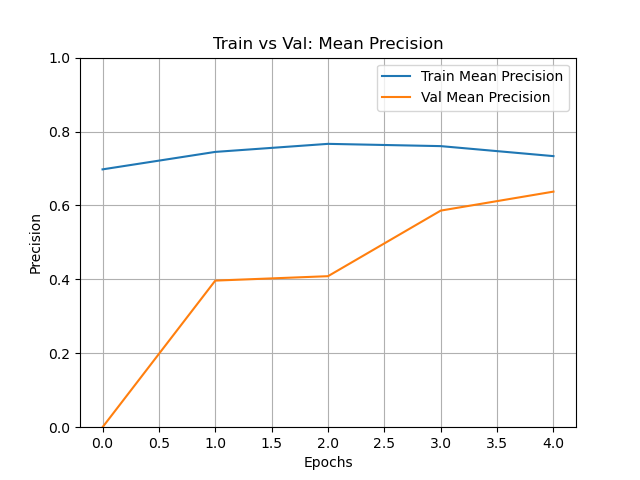 Train vs Val: Mean Precision
Train Mean Precision
Val Mean Precision
Precision
1.0
0.8
0.6
0.4
0.2
0.0
0.0 0.5 1.0 1.5 2.0 2.5 3.0 3.5 4.0
Epochs